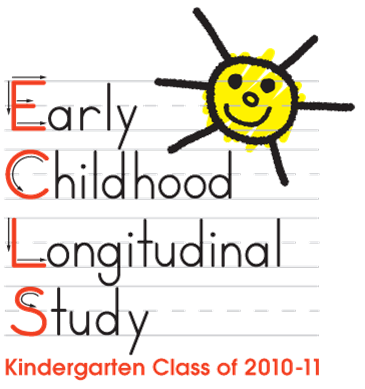 Early
Childhood
Longitudinal
Study
Kindergarten Class of 2010-11